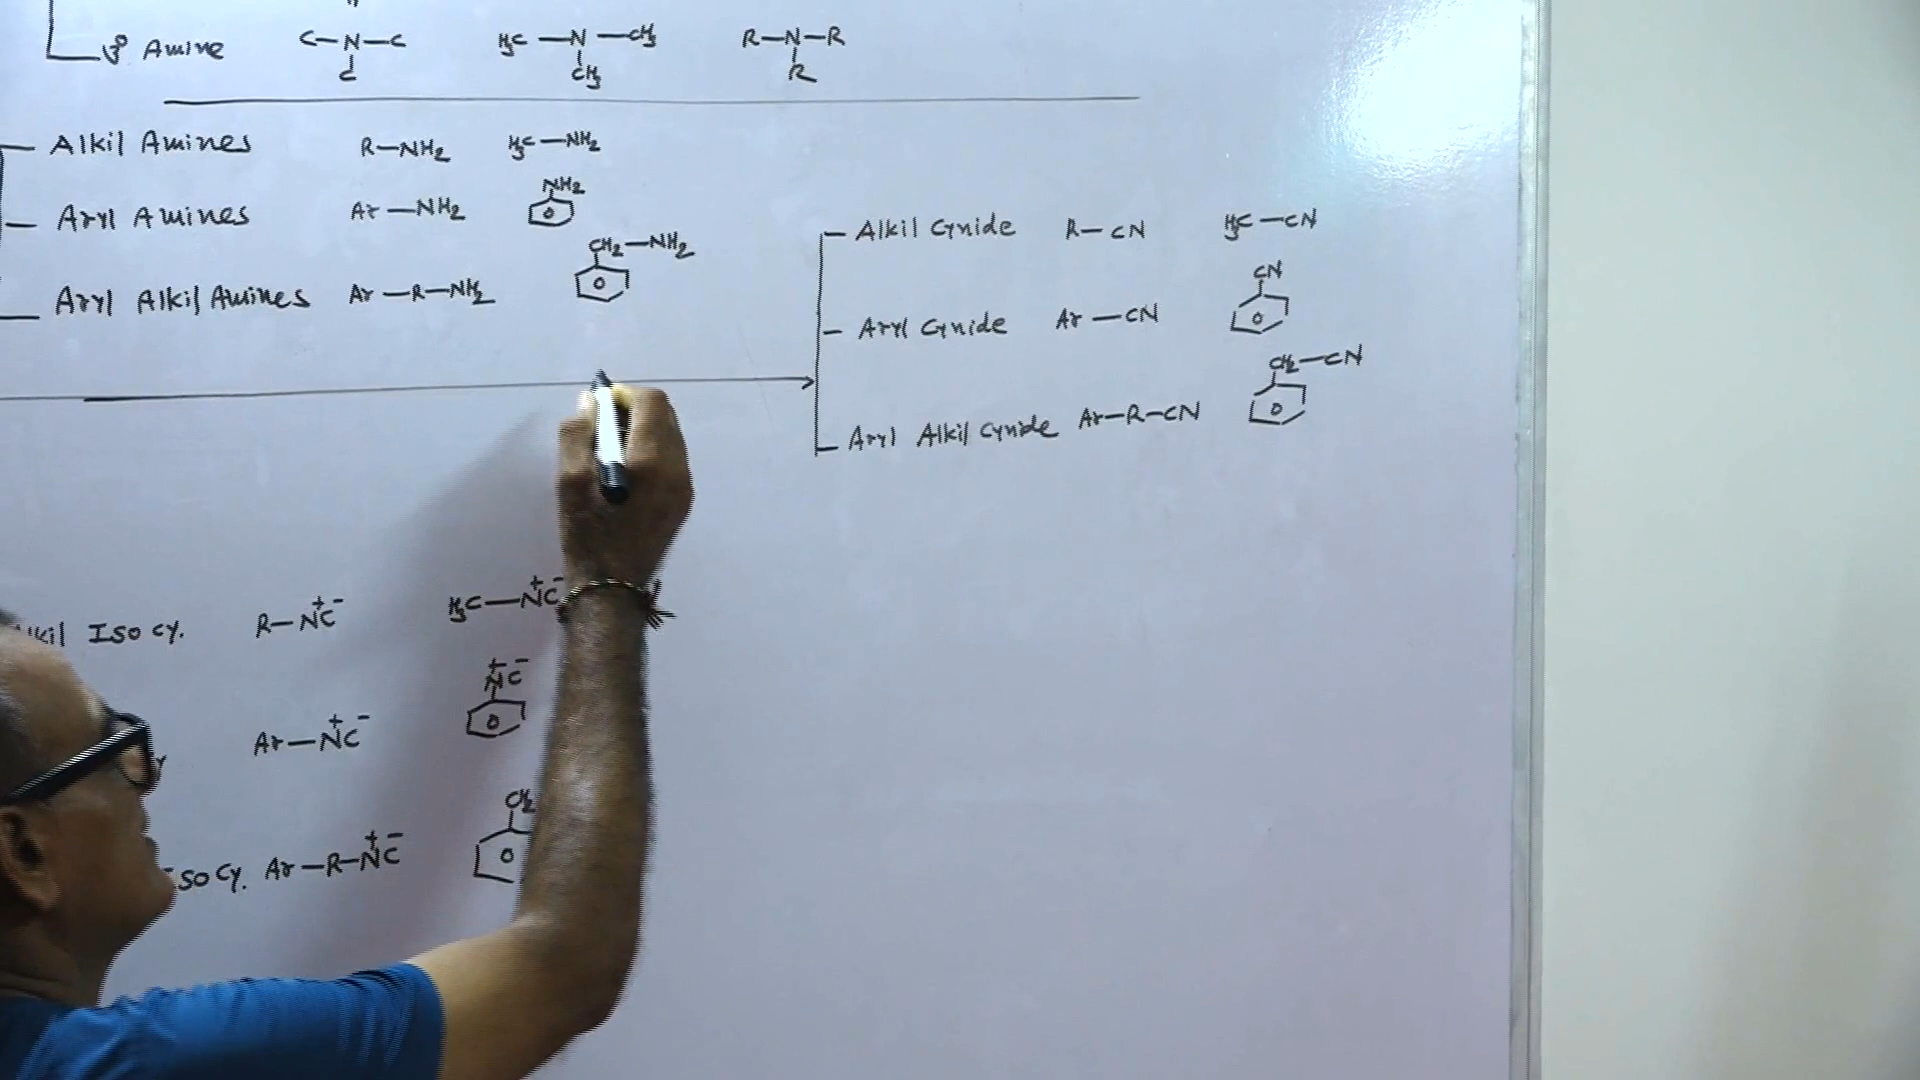 3° Amine C-N-C H3C-N-CH3 R-N-R
C CH3 R
Alkil Amines R-NH2 H3C-NH2
Aryl Amines Ar-NH2 NH2
Aryl Alkil Amines Ar-R-NH2 CH2-NH2
Alkil Cynide R-CN H3C-CN
Aryl Cynide Ar-CN CN
Aryl Alkil Cynide Ar-R-CN CH2-CN
Iso cy. R-N+C- H3C-N+C-
Ar-N+C- N+C-
cy. Ar-R-N+C- CH2